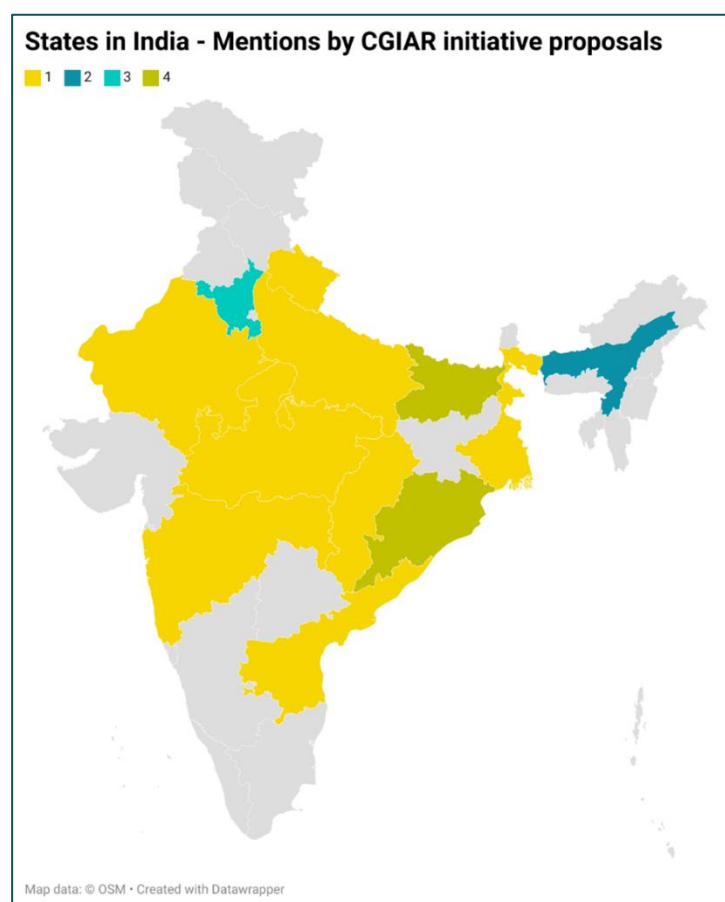 States in India - Mentions by CGIAR initiative proposals
1 2 3 4
Map data: © OSM • Created with Datawrapper